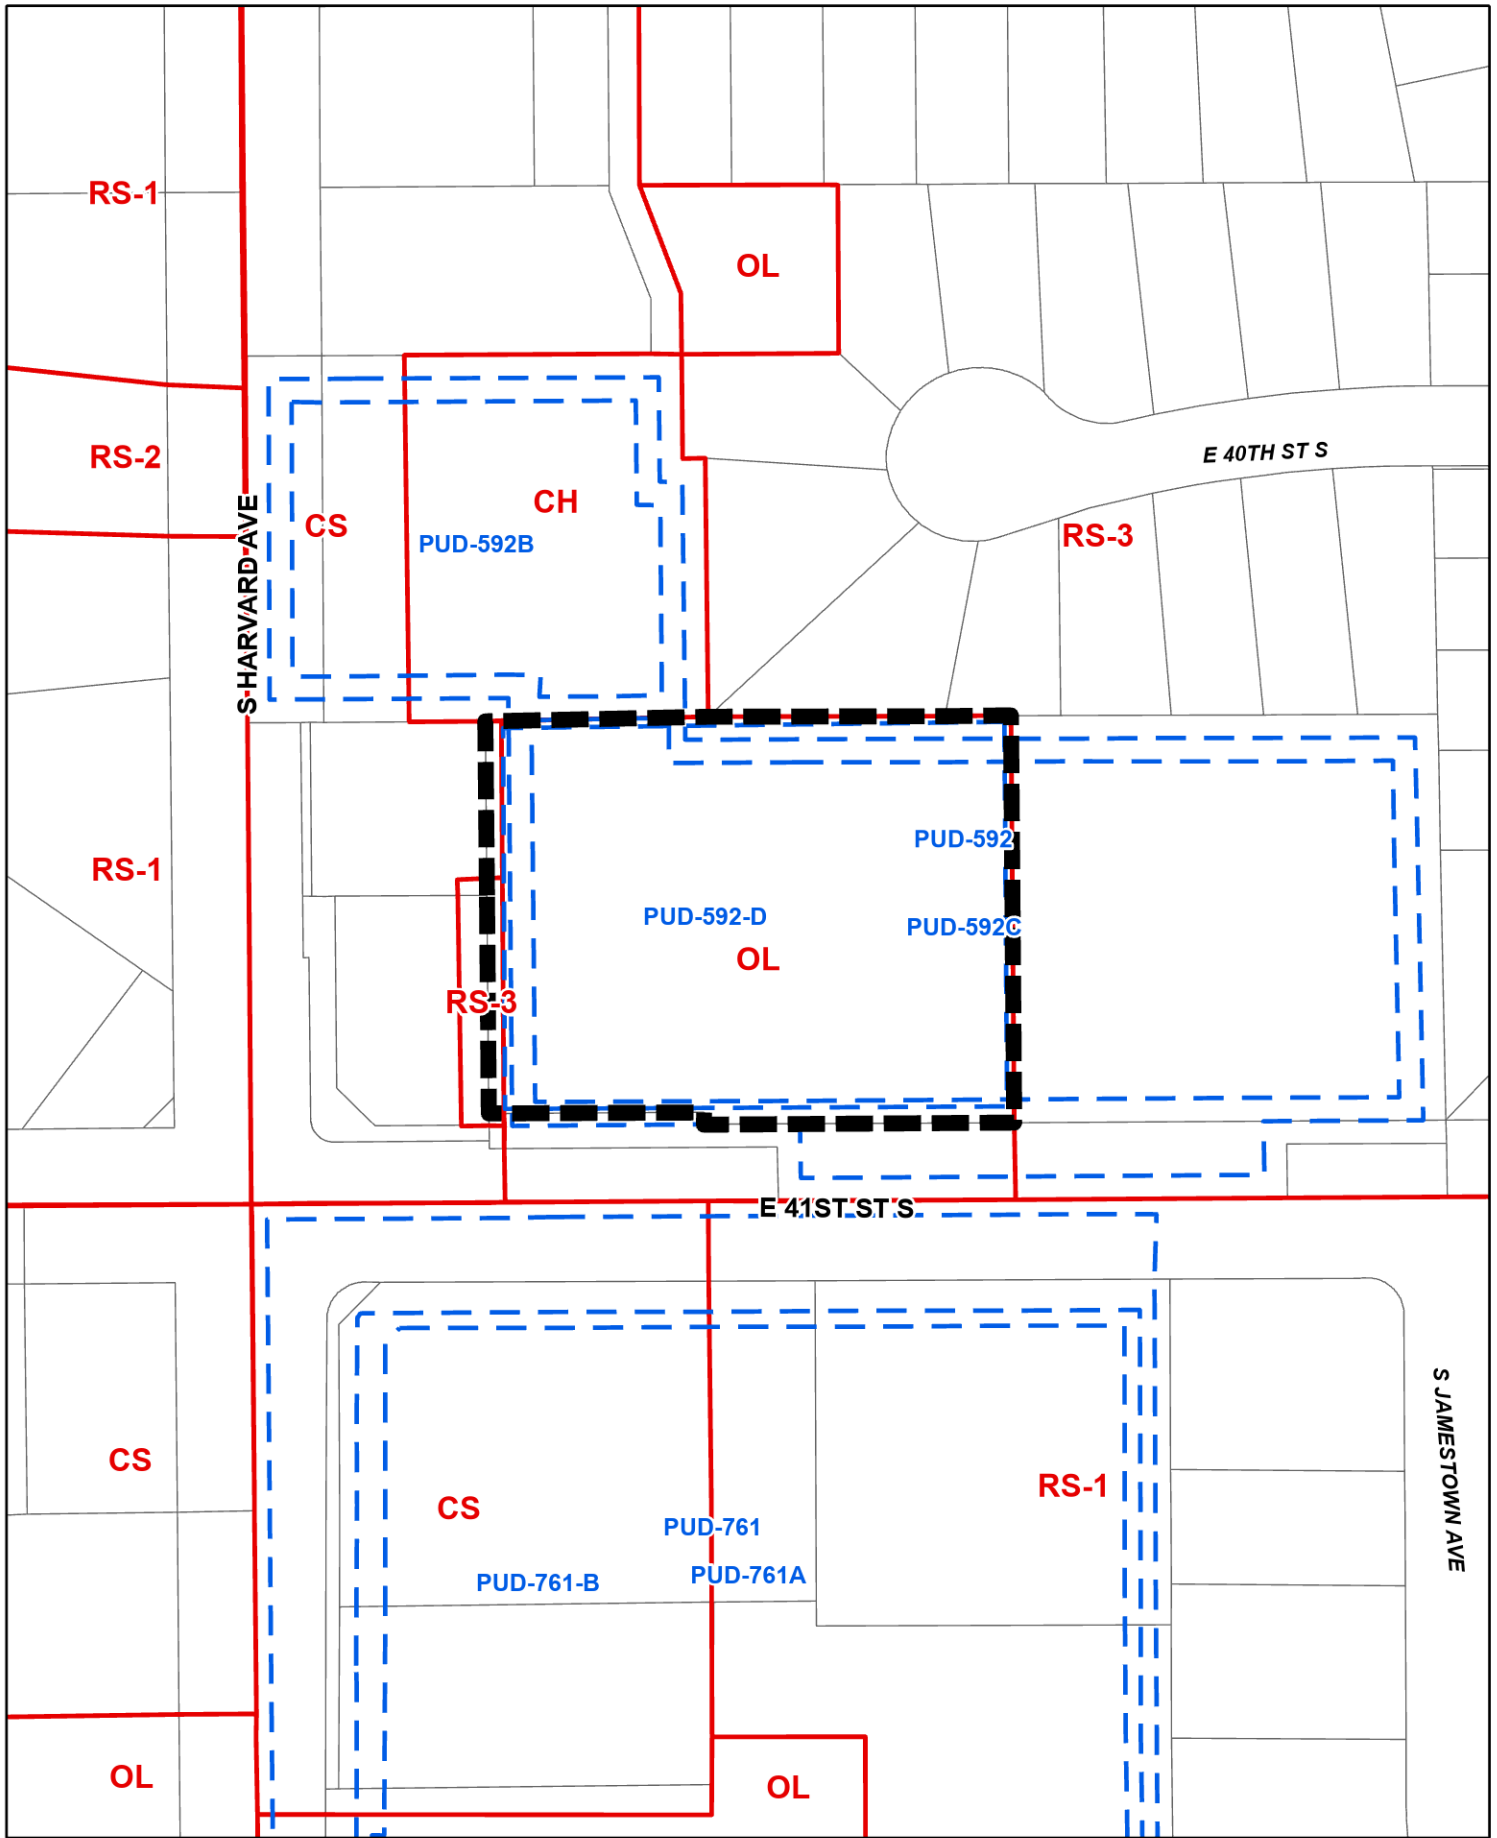 RS-1
OL
E 40TH ST S
RS-2
CH
CS
PUD-592B
RS-3
S HARVARD AVE
PUD-592
RS-1
PUD-592-D
PUD-592C
OL
RS-3
E 41ST ST S
S JAMESTOWN AVE
CS
RS-1
CS
PUD-761
PUD-761A
PUD-761-B
OL
OL